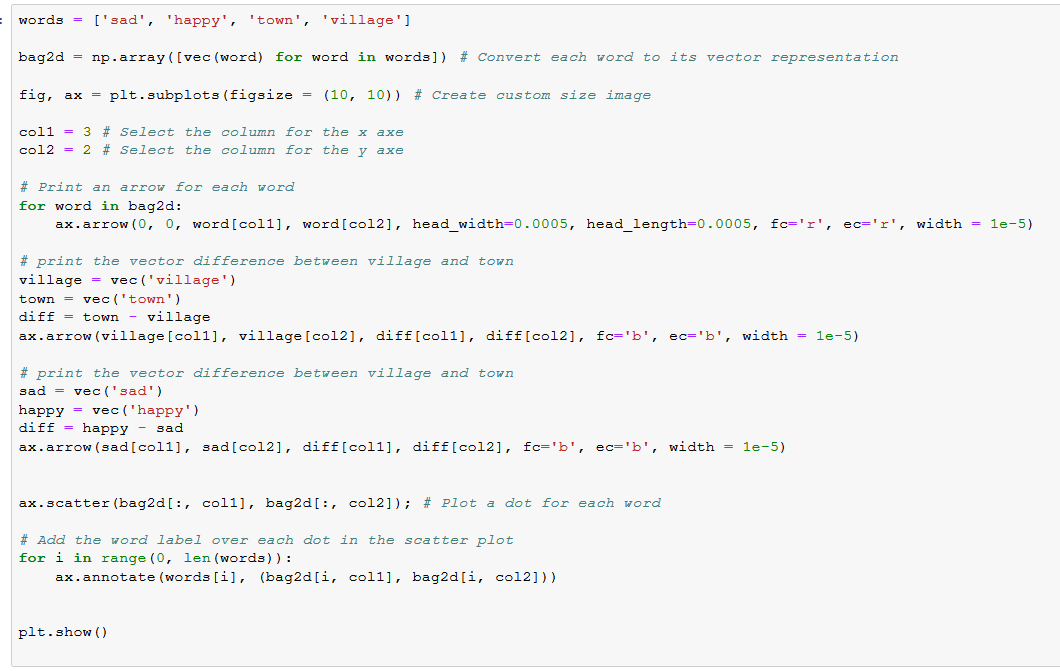 words = ['sad', 'happy', 'town', 'village']
bag2d = np.array([vec(word) for word in words]) # Convert each word to its vector representation
fig, ax = plt.subplots(figsize = (10, 10)) # Create custom size image
col1 = 3 # Select the column for the x axe
col2 = 2 # Select the column for the y axe
# Print an arrow for each word
for word in bag2d:
    ax.arrow(0, 0, word[col1], word[col2], head_width=0.0005, head_length=0.0005, fc='r', ec='r', width = 1e-5)
# print the vector difference between village and town
village = vec('village')
town = vec('town')
diff = town - village
ax.arrow(village[col1], village[col2], diff[col1], diff[col2], fc='b', ec='b', width = 1e-5)
# print the vector difference between village and town
sad = vec('sad')
happy = vec('happy')
diff = happy - sad
ax.arrow(sad[col1], sad[col2], diff[col1], diff[col2], fc='b', ec='b', width = 1e-5)
ax.scatter(bag2d[:, col1], bag2d[:, col2]); # Plot a dot for each word
# Add the word label over each dot in the scatter plot
for i in range(0, len(words)):
    ax.annotate(words[i], (bag2d[i, col1], bag2d[i, col2]))
plt.show()